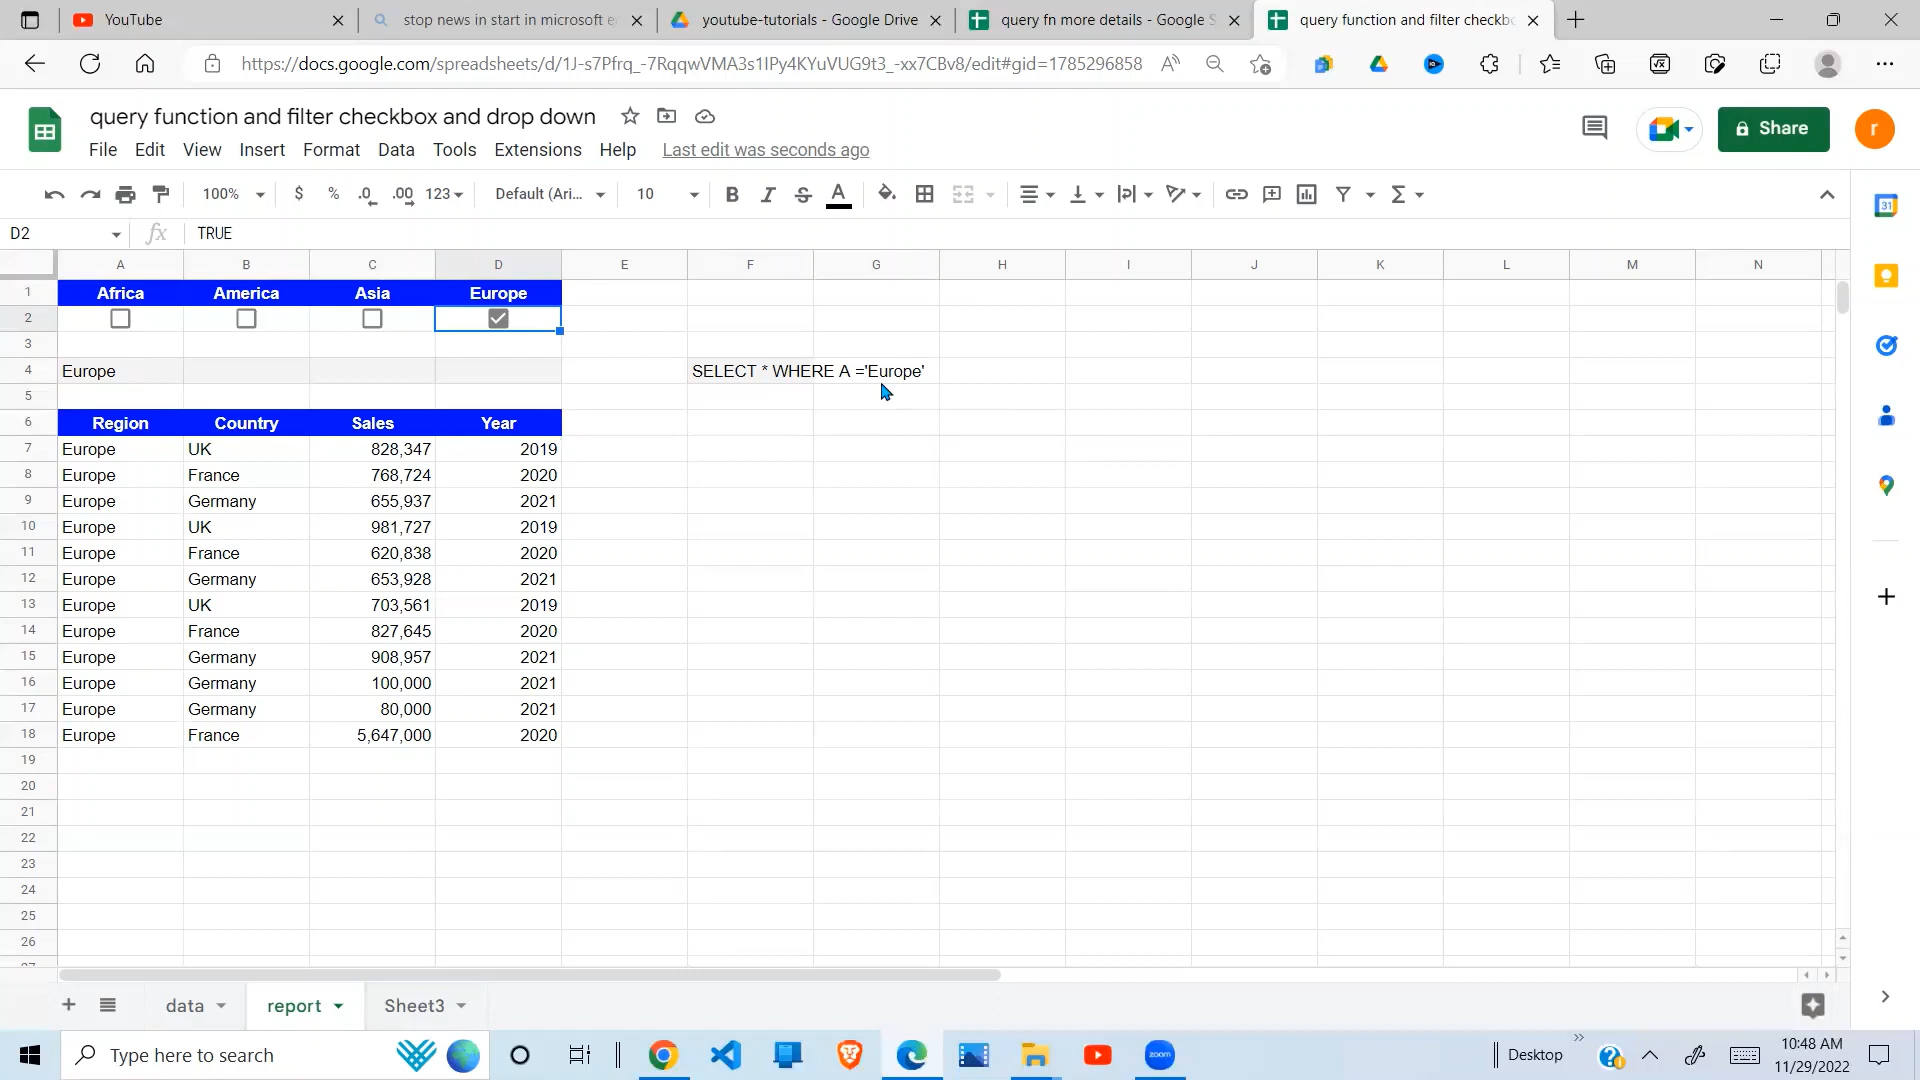 YouTube
stop news in start in microsoft e
youtube-tutorials - Google Drive
query fn more details - Google S
query function and filter checkb
https://docs.google.com/spreadsheets/d/1J-s7Pfrq_-7RqqwVMA3s1IPy4KYuVUG9t3_-xx7CBv8/edit#gid=1785296858
query function and filter checkbox and drop down
Share
r
File Edit View Insert Format Data Tools Extensions Help Last edit was seconds ago
100% $ % .0 .00 123 Default (Ari... 10 B I S A
31
D2 fx TRUE
A B C D E F G H I J K L M N
1 Africa America Asia Europe
2
3
4 Europe SELECT * WHERE A ='Europe'
5
6 Region Country Sales Year
7 Europe UK 828,347 2019
8 Europe France 768,724 2020
9 Europe Germany 655,937 2021
10 Europe UK 981,727 2019
11 Europe France 620,838 2020
12 Europe Germany 653,928 2021
13 Europe UK 703,561 2019
14 Europe France 827,645 2020
15 Europe Germany 908,957 2021
16 Europe Germany 100,000 2021
17 Europe Germany 80,000 2021
18 Europe France 5,647,000 2020
19
20
21
22
23
24
25
26
27
data report Sheet3
Type here to search
zoom
Desktop
10:48 AM
11/29/2022